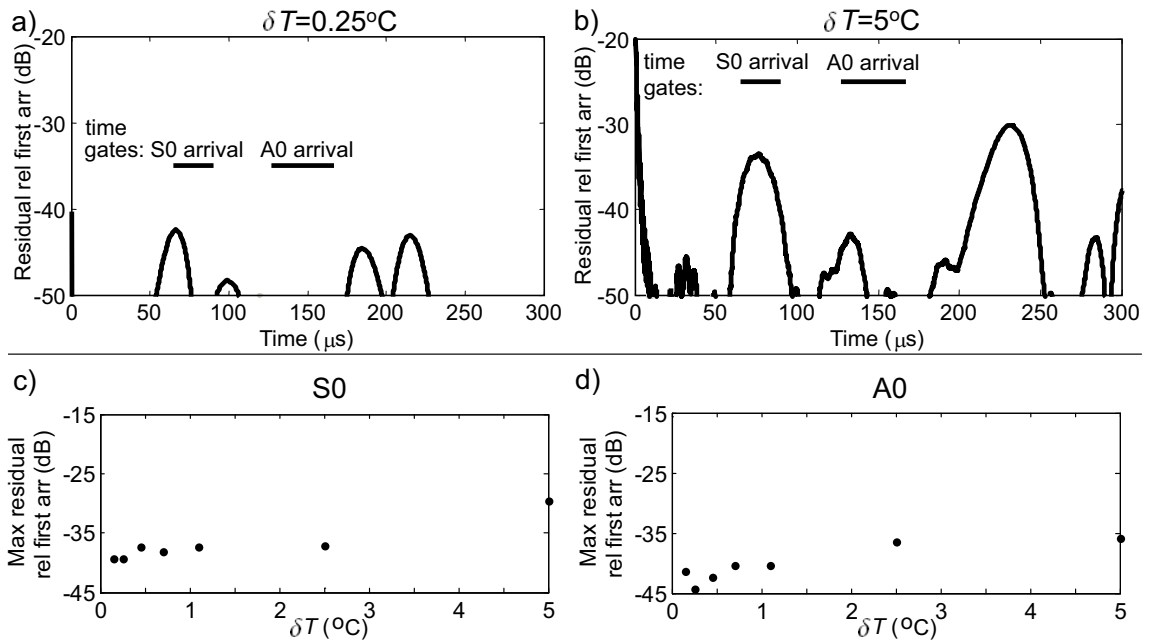 a)
δT=0.25°C
Residual rel first arr (dB)
-20
-30
-40
-50
time
gates: S0 arrival A0 arrival
0 50 100 150 200 250 300
Time (μs)
b)
δT=5°C
Residual rel first arr (dB)
-20
-30
-40
-50
time
gates:
S0 arrival A0 arrival
0 50 100 150 200 250 300
Time (μs)
c)
S0
Max residual
rel first arr (dB)
-15
-25
-35
-45
0 1 2 3 4 5
δT (°C)
d)
A0
Max residual
rel first arr (dB)
-15
-25
-35
-45
0 1 2 3 4 5
δT (°C)